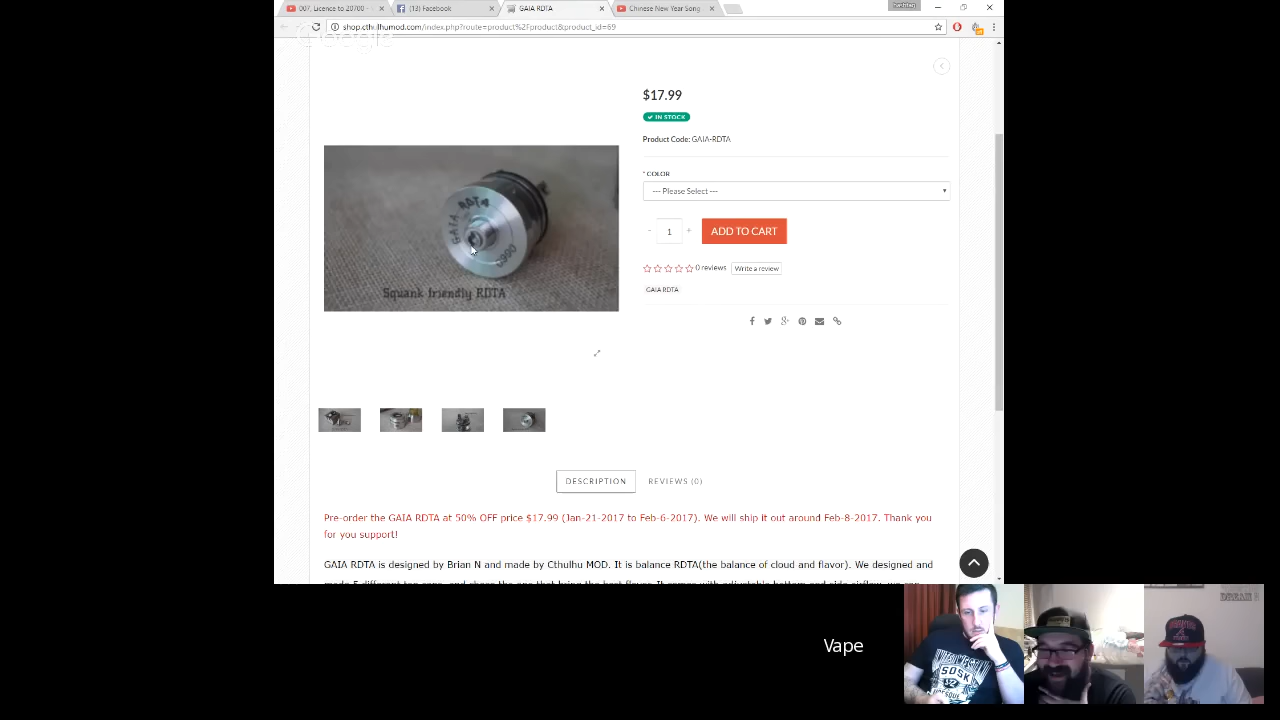 007, Licence to 20700 -
(13) Facebook
GAIA RDTA
Chinese New Year Song
shop.cthulhumod.com/index.php?route=product%2Fproduct&product_id=69
$17.99
IN STOCK
Product Code: GAIA-RDTA
* COLOR
--- Please Select ---
- 1 +
ADD TO CART
0 reviews
Write a review
GAIA RDTA
GAIA RDTA
Squank friendly RDTA
DESCRIPTION
REVIEWS (0)
Pre-order the GAIA RDTA at 50% OFF price $17.99 (Jan-21-2017 to Feb-6-2017). We will ship it out around Feb-8-2017. Thank you
for you support!
GAIA RDTA is designed by Brian N and made by Cthulhu MOD. It is balance RDTA(the balance of cloud and flavor). We designed and
Vape
SDSK